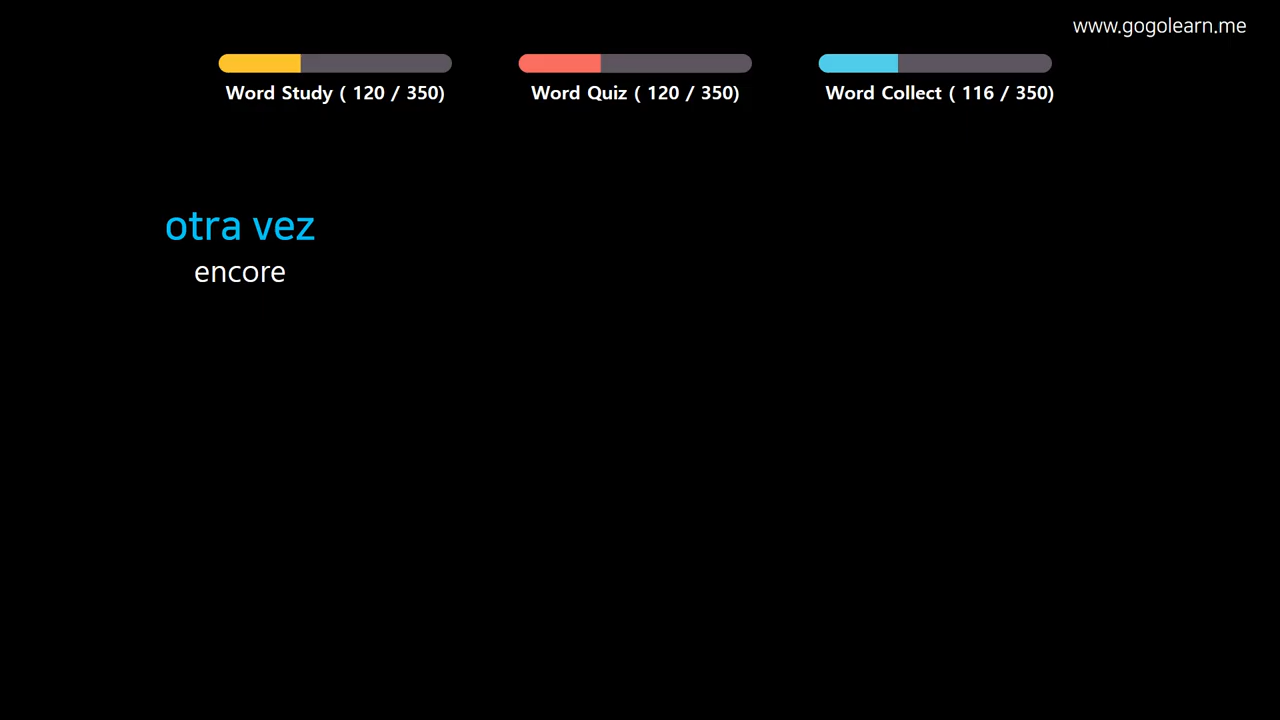 www.gogolearn.me
Word Study ( 120 / 350)
Word Quiz ( 120 / 350)
Word Collect ( 116 / 350)
otra vez
encore